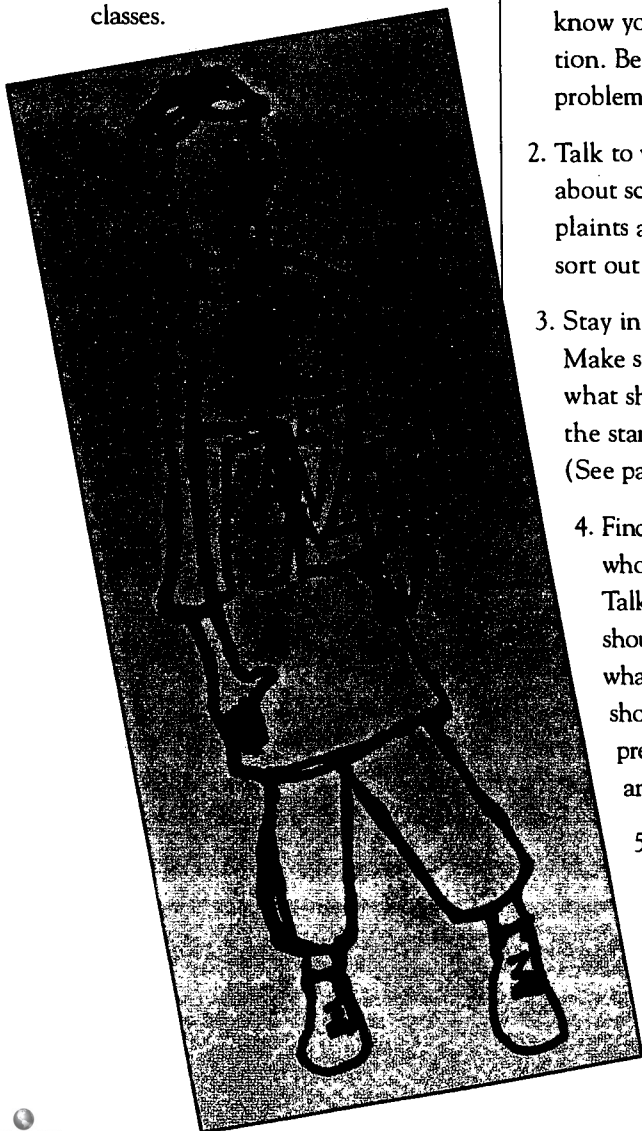 classes.
know yo
tion. Be
problem
2. Talk to
about sc
plaints a
sort out
3. Stay in
Make s
what sh
the star
(See pa
4. Find
who
Talk
shou
wha
sho
pre
an
5
M
M